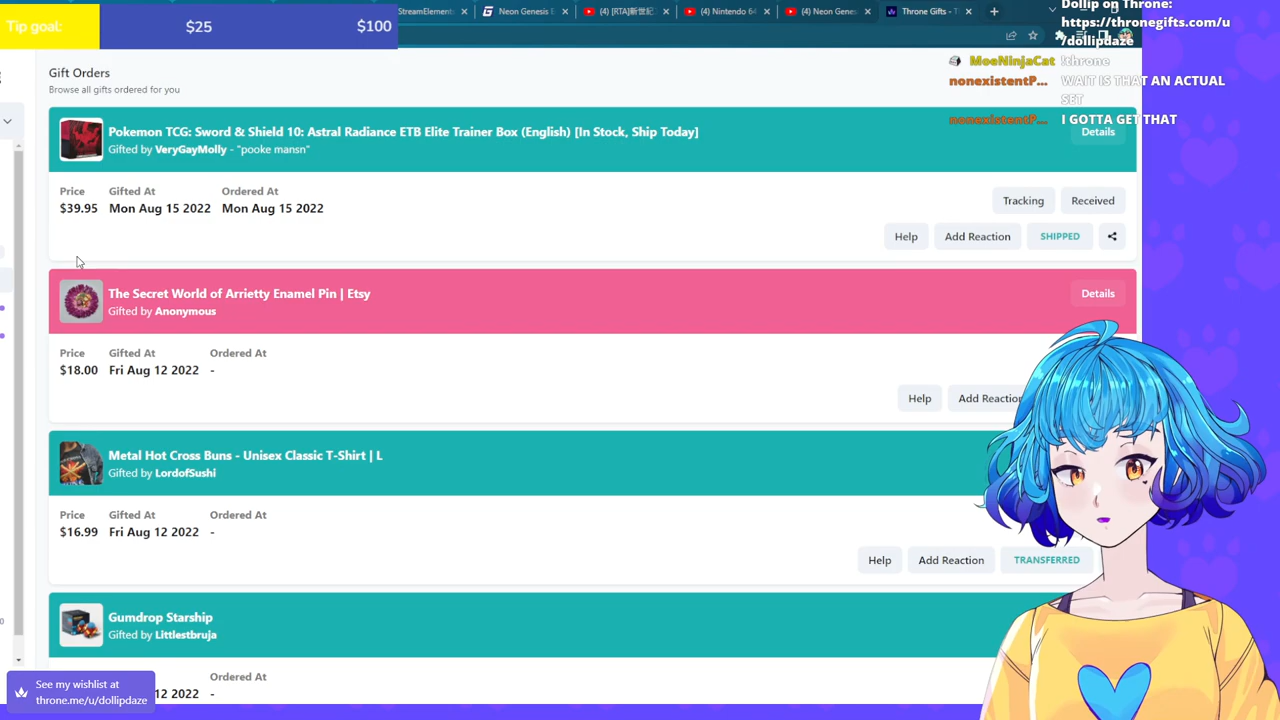 Tip goal:
$25
$100
StreamElement:
Neon Genesis E
(4) [RTA]新世紀
(4) Nintendo 64
(4) Neon Genes
Throne Gifts - T
Dollip on Throne:
https://thronegifts.com/u
/dollipdaze
MoeNinjaCat !throne
nonexistentP... WAIT IS THAT AN ACTUAL
SET
nonexistentP... I GOTTA GET THAT
Gift Orders
Browse all gifts ordered for you
Pokemon TCG: Sword & Shield 10: Astral Radiance ETB Elite Trainer Box (English) [In Stock, Ship Today]
Details
Gifted by VeryGayMolly - "pooke mansn"
Price Gifted At Ordered At
$39.95 Mon Aug 15 2022 Mon Aug 15 2022
Tracking Received
Help Add Reaction SHIPPED
The Secret World of Arrietty Enamel Pin | Etsy
Details
Gifted by Anonymous
Price Gifted At Ordered At
$18.00 Fri Aug 12 2022 -
Help Add Reaction
Metal Hot Cross Buns - Unisex Classic T-Shirt | L
Gifted by LordofSushi
Price Gifted At Ordered At
$16.99 Fri Aug 12 2022 -
Help Add Reaction TRANSFERRED
Gumdrop Starship
Gifted by Littlestbruja
Ordered At
12 2022 -
See my wishlist at
throne.me/u/dollipdaze